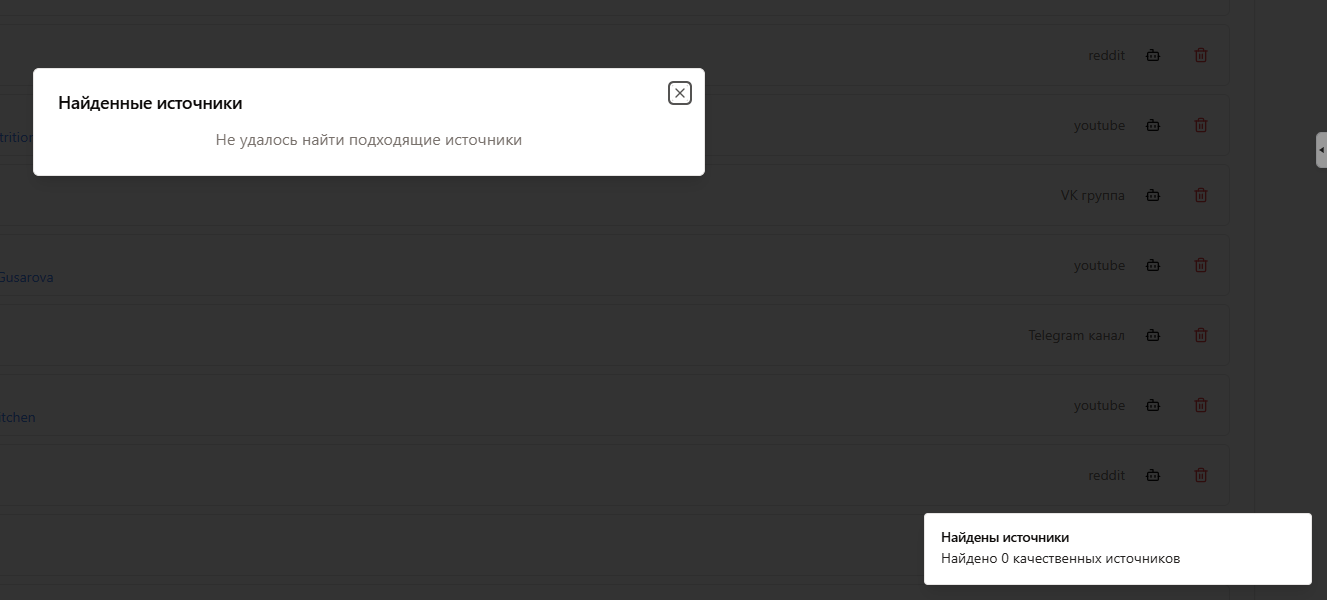 reddit
Найденные источники
youtube
trition
Не удалось найти подходящие источники
VK группа
youtube
Gusarova
Telegram канал
youtube
itchen
reddit
Найдены источники
Найдено 0 качественных источников